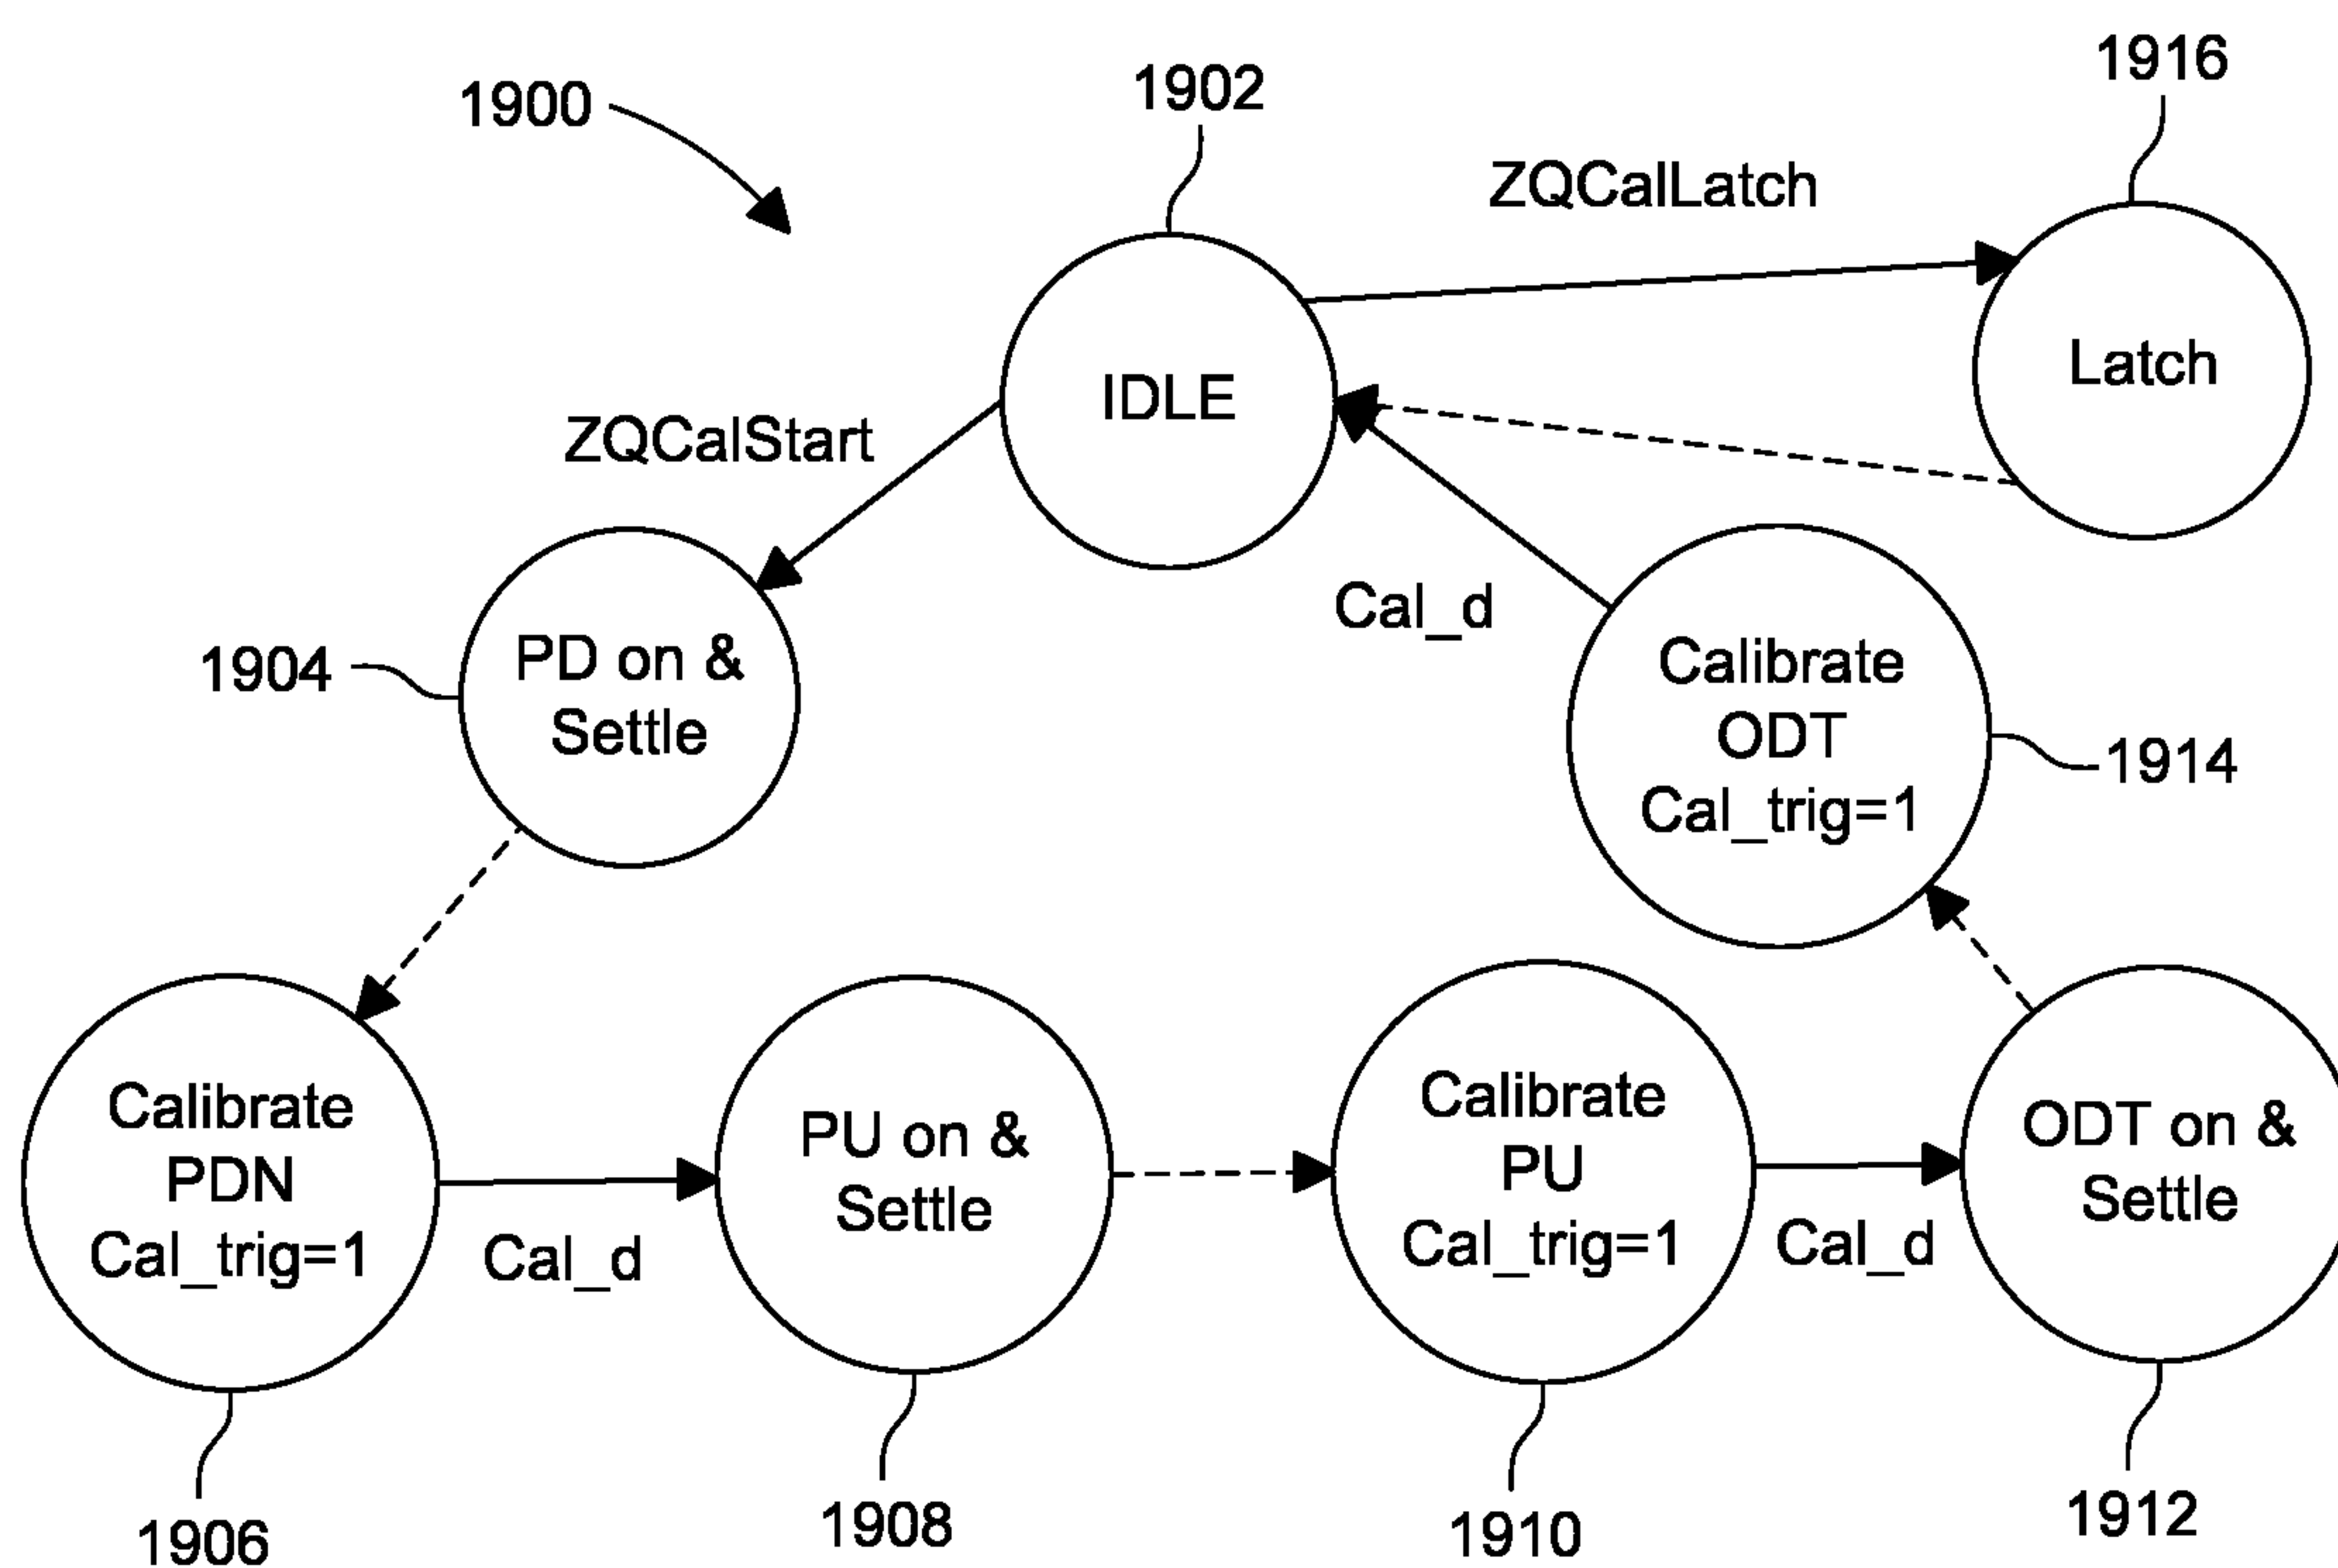 1916
1902
1900
ZQCalLatch
Latch
IDLE
ZQCalStart
Cal_d
PD on &
Settle
1904
Calibrate
ODT
Cal_trig=1
1914
Calibrate
PDN
Cal_trig=1
Cal_d
PU on &
Settle
Calibrate
PU
Cal_trig=1
Cal_d
ODT on &
Settle
1906
1908
1910
1912